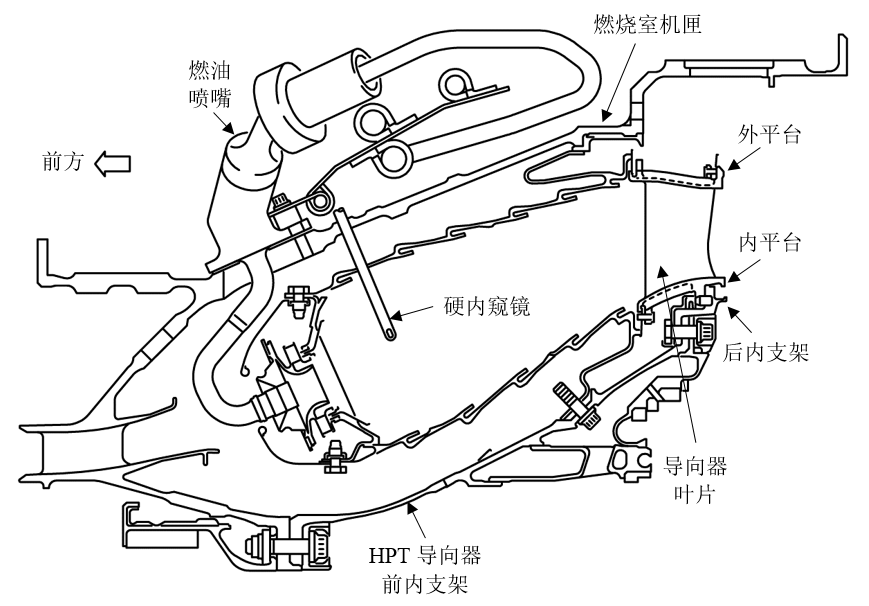 燃烧室机匣
燃油
喷嘴
外平台
前方
内平台
硬内窥镜
后内支架
导向器
叶片
HPT 导向器
前内支架